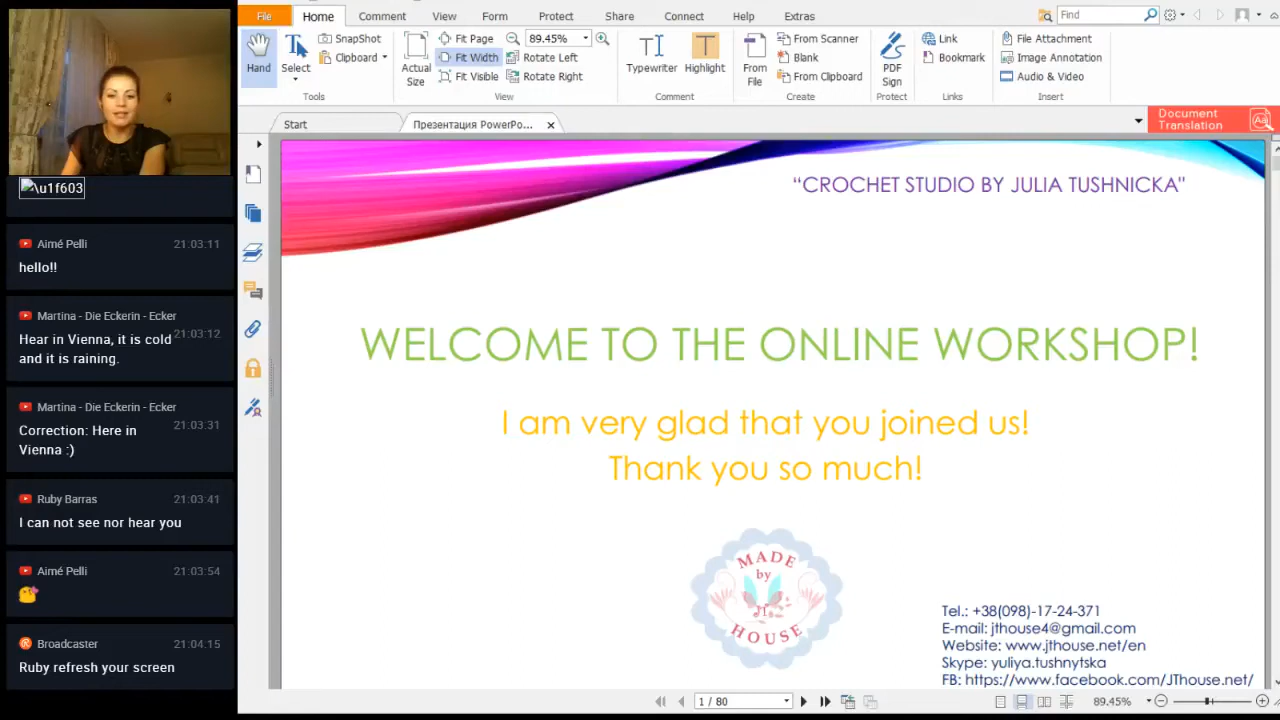 File Home Comment View Form Protect Share Connect Help Extras Find
Hand
Select
SnapShot
Clipboard
Tools
Actual
Size
Fit Page
Fit Width
Fit Visible
89.45%
Rotate Left
Rotate Right
View
Typewriter
Highlight
Comment
From
File
From Scanner
Blank
From Clipboard
Create
PDF
Sign
Protect
Link
Bookmark
Links
File Attachment
Image Annotation
Audio & Video
Insert
Start
Презентация PowerPo...
Document
Translation
\u1f603
Aimé Pelli 21:03:11
hello!!
Martina - Die Eckerin - Ecker
Hear in Vienna, it is cold 21:03:12
and it is raining.
Martina - Die Eckerin - Ecker
Correction: Here in 21:03:31
Vienna :)
Ruby Barras 21:03:41
I can not see nor hear you
Aimé Pelli 21:03:54
Broadcaster 21:04:15
Ruby refresh your screen
“CROCHET STUDIO BY JULIA TUSHNICKA”
WELCOME TO THE ONLINE WORKSHOP!
I am very glad that you joined us!
Thank you so much!
MADE
by
JT
HOUSE
Tel.: +38(098)-17-24-371
E-mail: jthouse4@gmail.com
Website: www.jthouse.net/en
Skype: yuliya.tushnytska
FB: https://www.facebook.com/JThouse.net/
1 / 80
89.45%